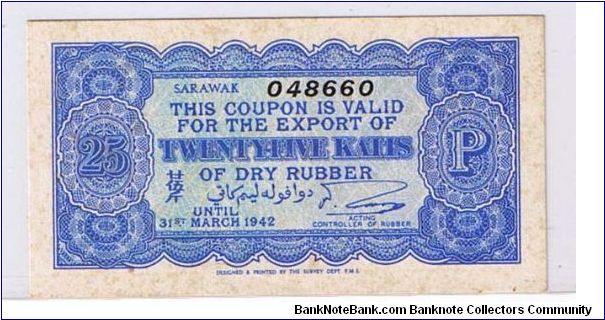 SARAWAK 048660
THIS COUPON IS VALID
FOR THE EXPORT OF
25 TWENTY-FIVE KATIS P
OF DRY RUBBER
UNTIL
31ST MARCH 1942
ACTING
CONTROLLER OF RUBBER
DESIGNED & PRINTED BY THE SURVEY DEPT. F.M.S.
BankNoteBank.com Banknote Collectors Community